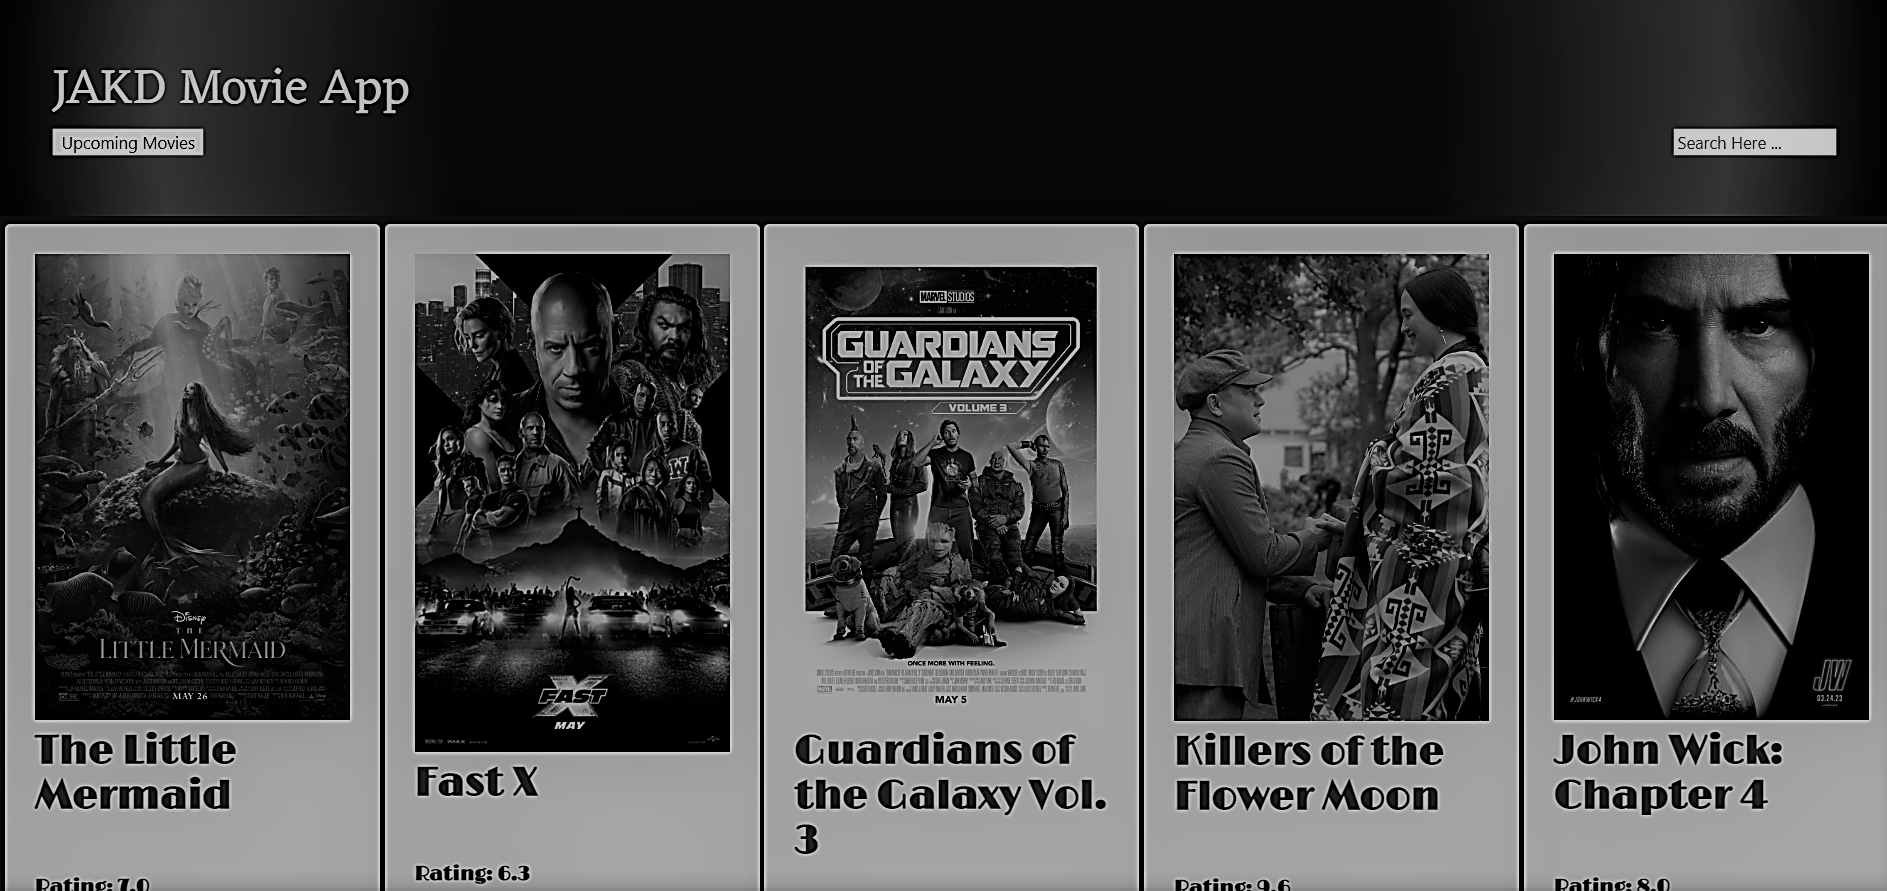 JAKD Movie App
Upcoming Movies
Search Here ...
Disney
THE
LITTLE MERMAID
MAY 26
The Little
Mermaid
Rating: 7.0
FAST
X
MAY
Fast X
Rating: 6.3
MARVEL STUDIOS
GUARDIANS
OF THE GALAXY
VOLUME 3
ONCE MORE WITH FEELING.
MAY 5
Guardians of
the Galaxy Vol.
3
Killers of the
Flower Moon
Rating: 9.6
#JOHNWICK4
JW
03.24.23
John Wick:
Chapter 4
Rating: 8.0